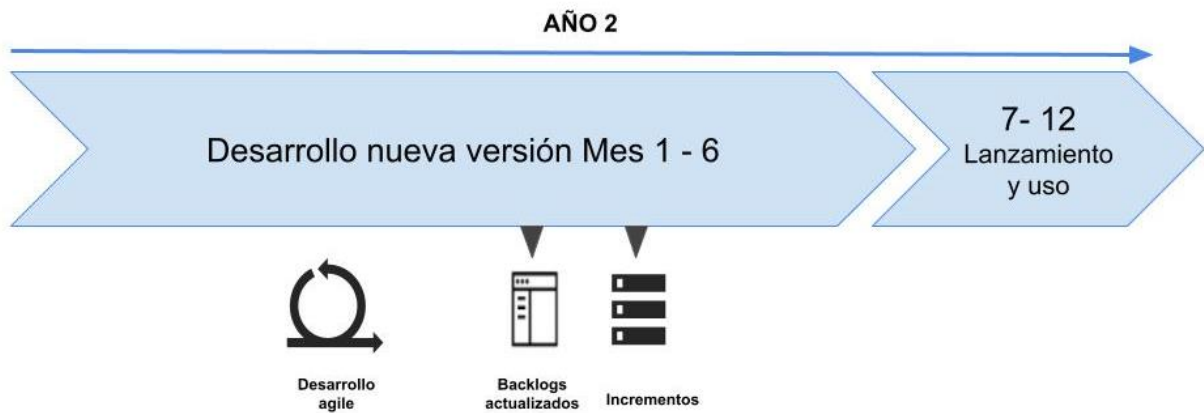 AÑO 2
Desarrollo nueva versión Mes 1 - 6
7- 12
Lanzamiento
y uso
Desarrollo
agile
Backlogs
actualizados
Incrementos